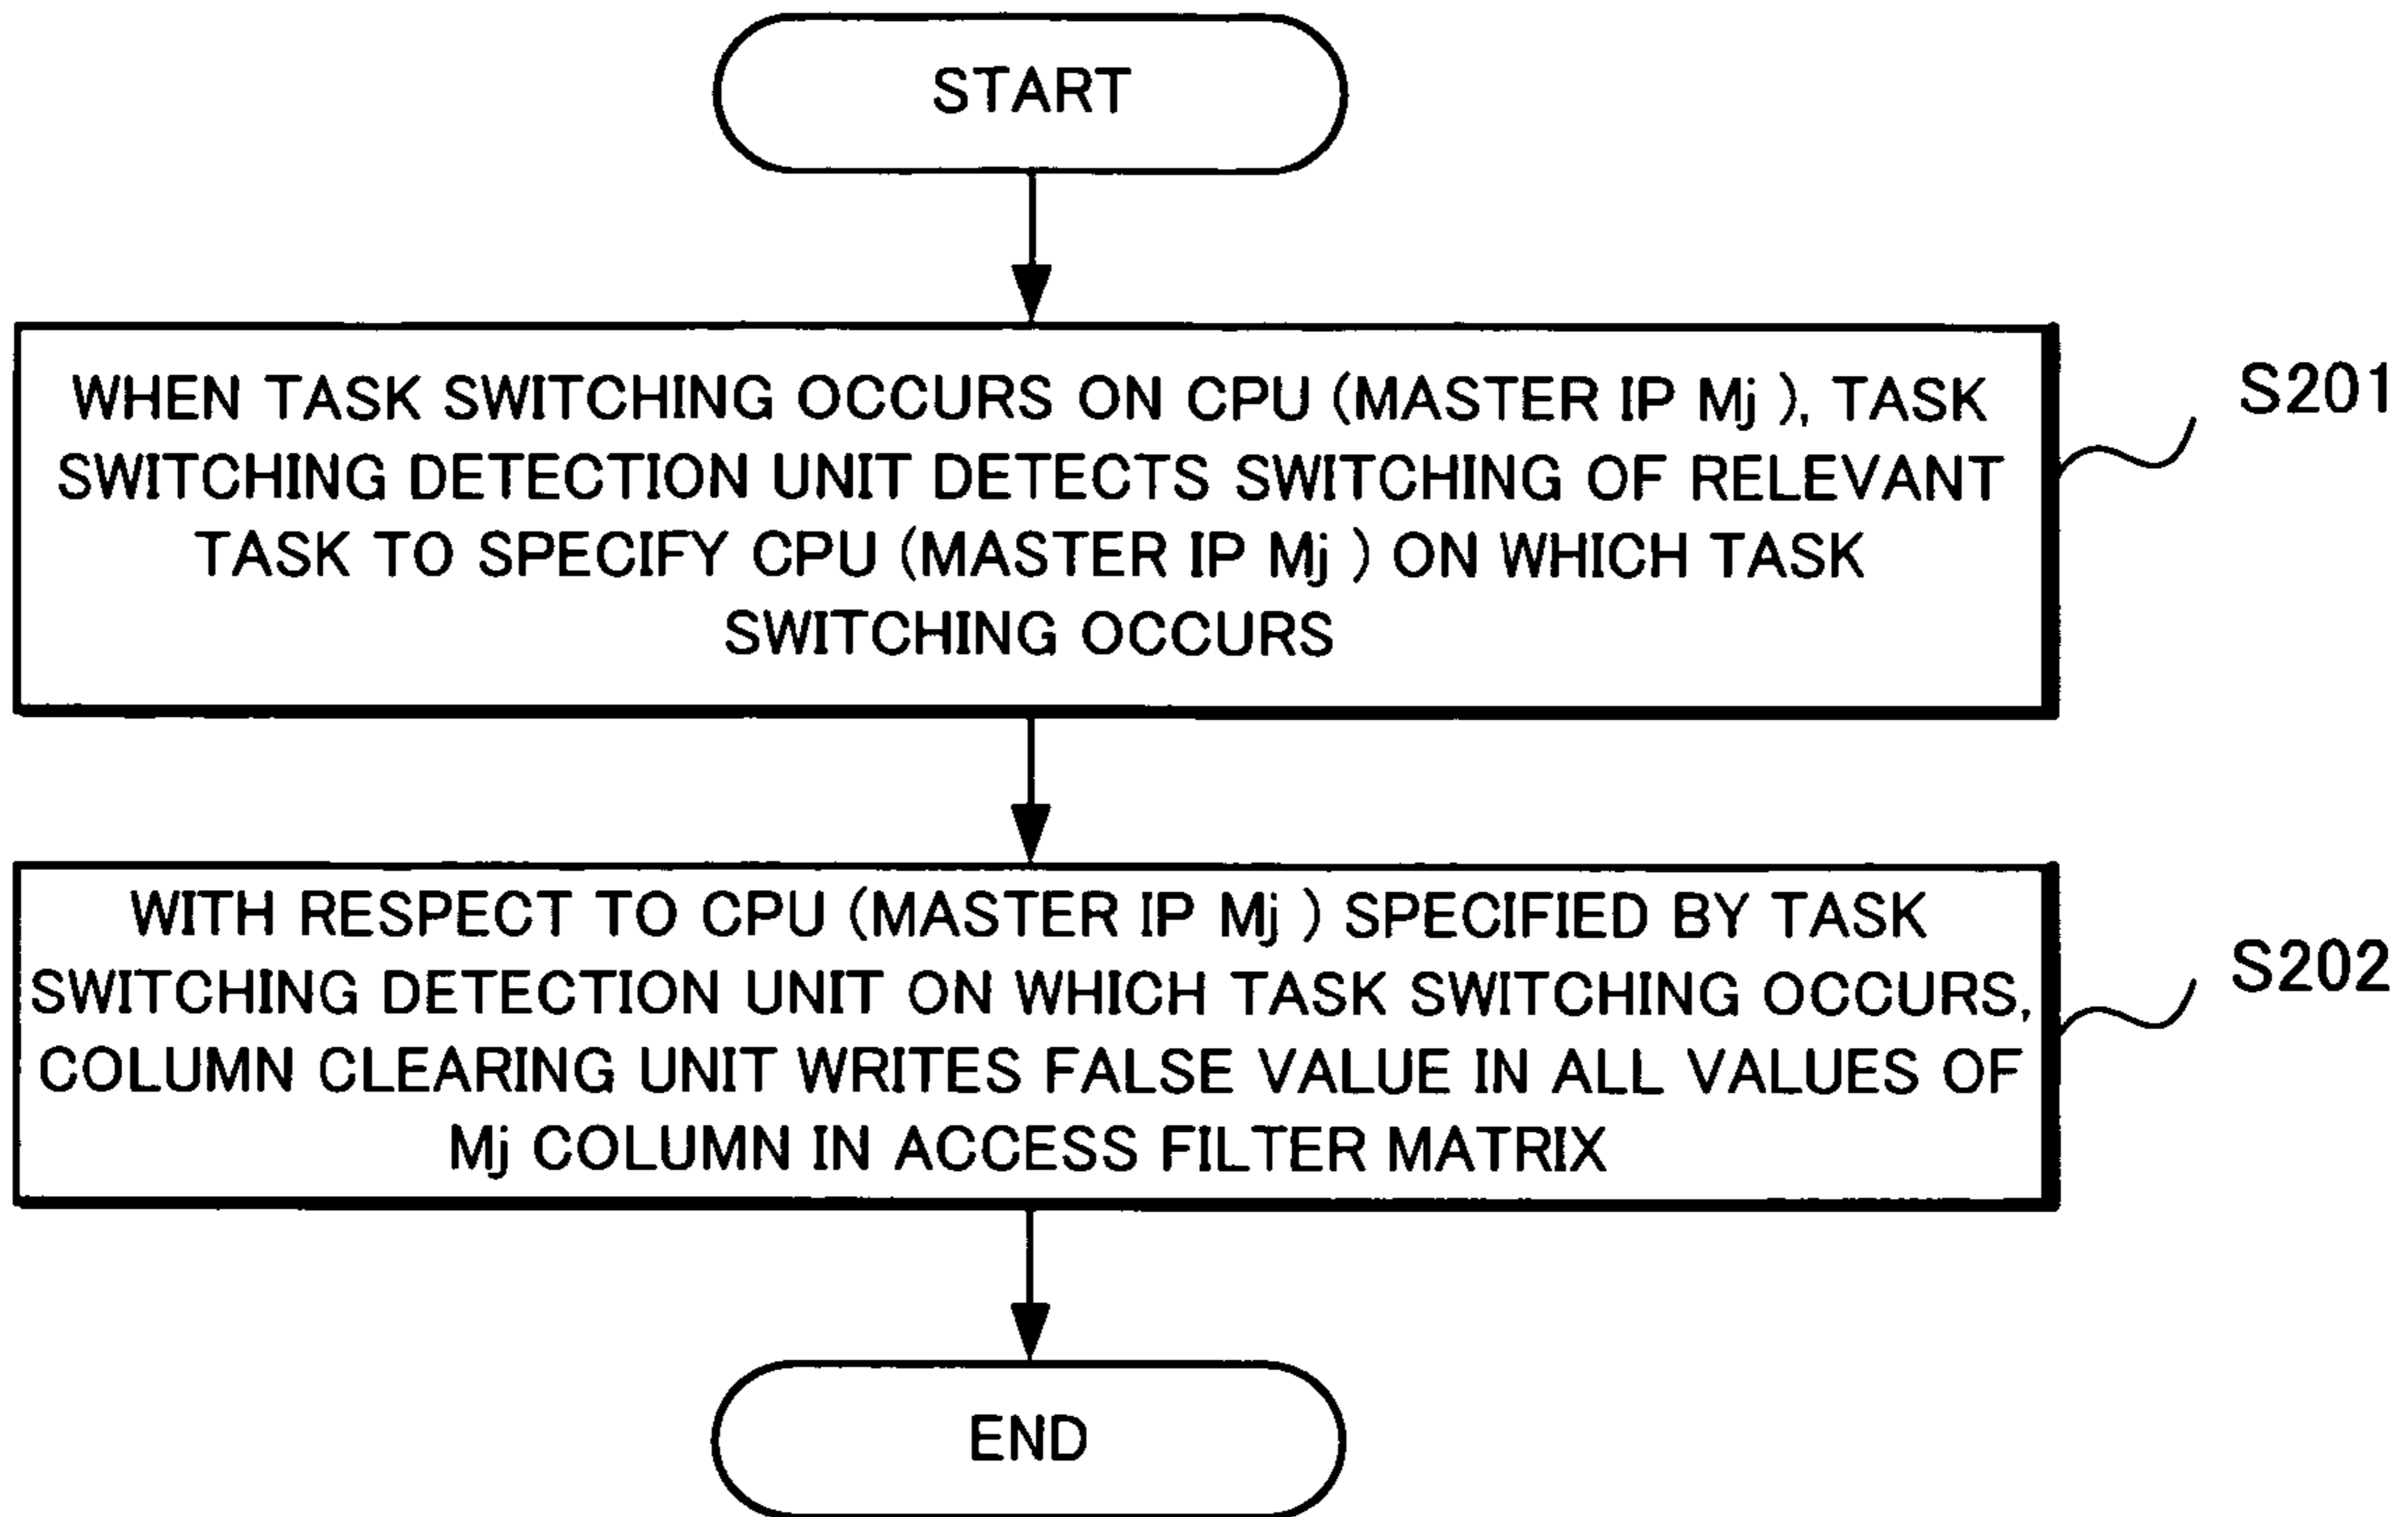 START
WHEN TASK SWITCHING OCCURS ON CPU (MASTER IP Mj ), TASK
SWITCHING DETECTION UNIT DETECTS SWITCHING OF RELEVANT
TASK TO SPECIFY CPU (MASTER IP Mj ) ON WHICH TASK
SWITCHING OCCURS
S201
WITH RESPECT TO CPU (MASTER IP Mj ) SPECIFIED BY TASK
SWITCHING DETECTION UNIT ON WHICH TASK SWITCHING OCCURS,
COLUMN CLEARING UNIT WRITES FALSE VALUE IN ALL VALUES OF
Mj COLUMN IN ACCESS FILTER MATRIX
S202
END